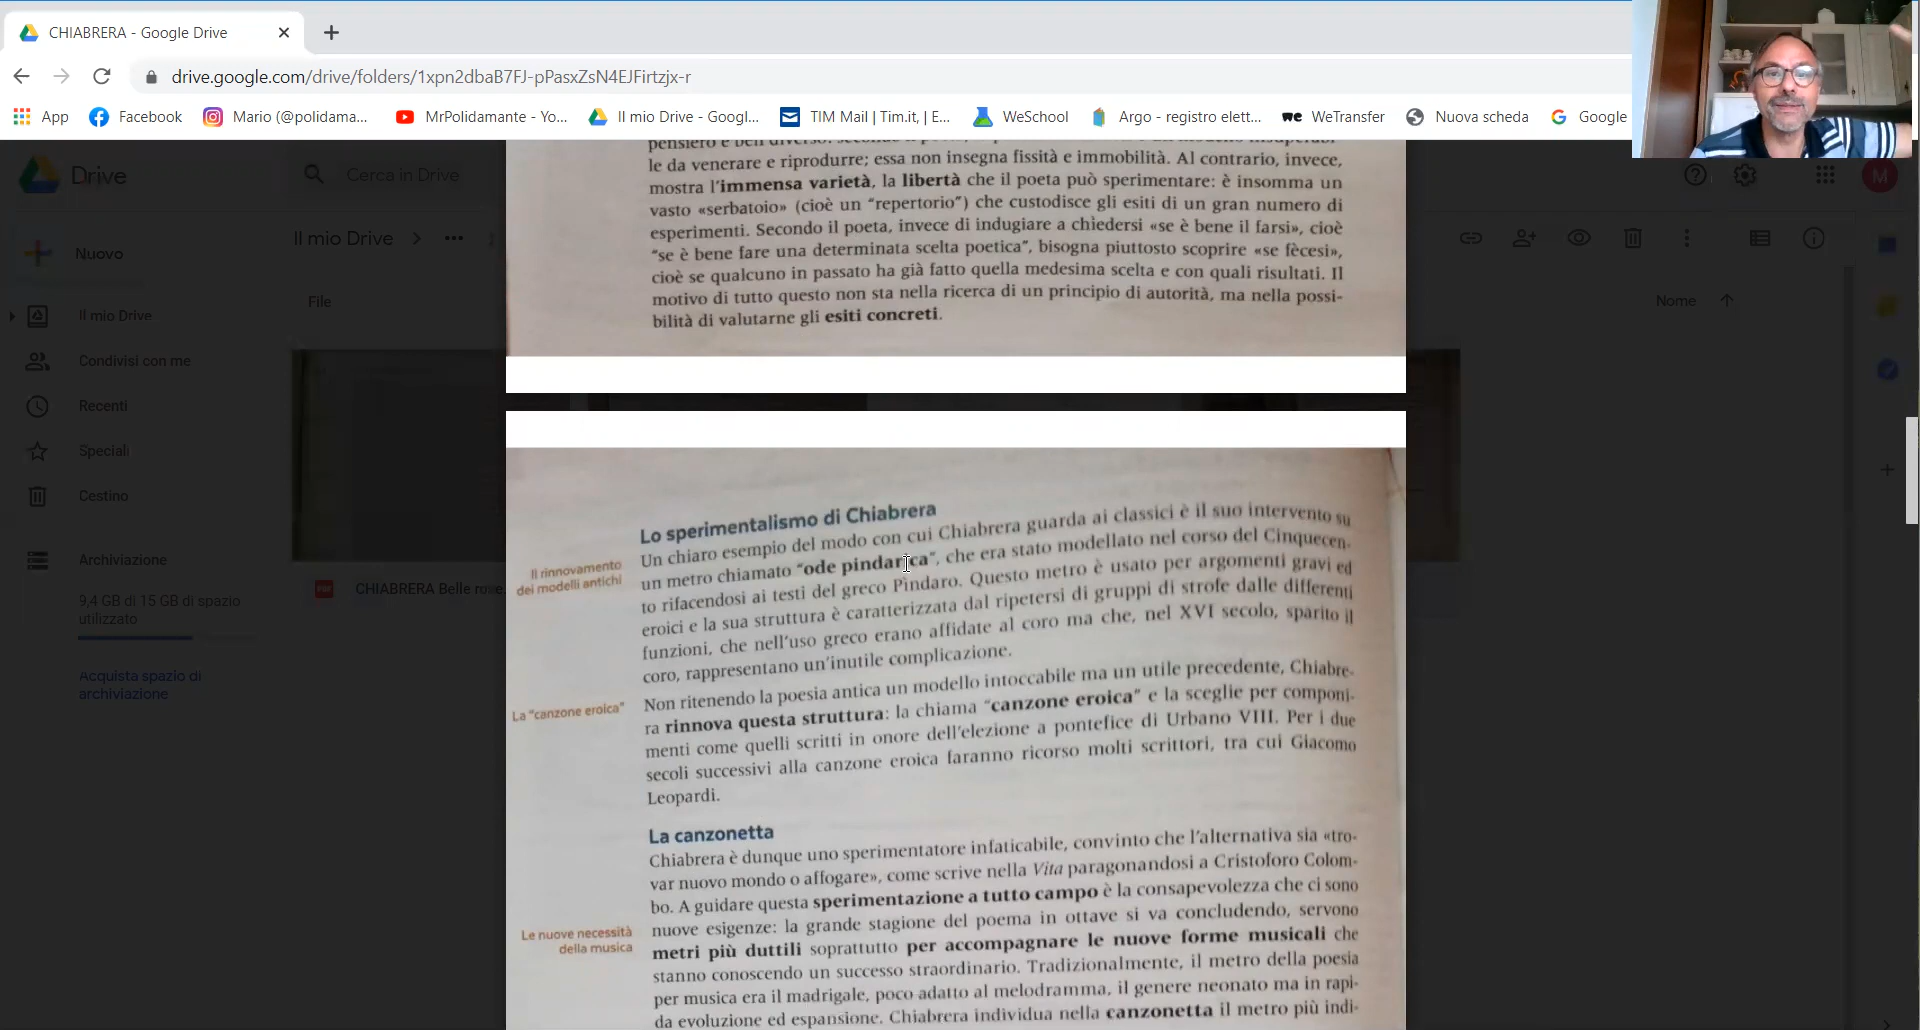 CHIABRERA - Google Drive
drive.google.com/drive/folders/1xpn2dbaB7FJ-pPasxZsN4EJFirtzjx-r
App Facebook Mario (@polidama... MrPolidamante - Yo... Il mio Drive - Googl... TIM Mail | Tim.it, | E... WeSchool Argo - registro elett... WeTransfer Nuova scheda Google
Drive
Cerca in Drive
M
Nuovo
Il mio Drive
File
Nome
Il mio Drive
Condivisi con me
Recenti
Speciali
Cestino
Archiviazione
9,4 GB di 15 GB di spazio
utilizzato
Acquista spazio di
archiviazione
CHIABRERA Belle rose
le da venerare e riprodurre; essa non insegna fissità e immobilità. Al contrario, invece,
mostra l'immensa varietà, la libertà che il poeta può sperimentare: è insomma un
vasto «serbatoio» (cioè un "repertorio") che custodisce gli esiti di un gran numero di
esperimenti. Secondo il poeta, invece di indugiare a chiedersi «se è bene il farsi», cioè
"se è bene fare una determinata scelta poetica", bisogna piuttosto scoprire «se fècesi»,
cioè se qualcuno in passato ha già fatto quella medesima scelta e con quali risultati. Il
motivo di tutto questo non sta nella ricerca di un principio di autorità, ma nella possi-
bilità di valutarne gli esiti concreti.
Lo sperimentalismo di Chiabrera
Un chiaro esempio del modo con cui Chiabrera guarda ai classici è il suo intervento su
un metro chiamato "ode pindarica", che era stato modellato nel corso del Cinquecen-
to rifacendosi ai testi del greco Pindaro. Questo metro è usato per argomenti gravi ed
eroici e la sua struttura è caratterizzata dal ripetersi di gruppi di strofe dalle differenti
funzioni, che nell'uso greco erano affidate al coro ma che, nel XVI secolo, sparito il
coro, rappresentano un'inutile complicazione.
Il rinnovamento
dei modelli antichi
Non ritenendo la poesia antica un modello intoccabile ma un utile precedente, Chiabre-
ra rinnova questa struttura: la chiama "canzone eroica" e la sceglie per componi-
menti come quelli scritti in onore dell'elezione a pontefice di Urbano VIII. Per i due
secoli successivi alla canzone eroica faranno ricorso molti scrittori, tra cui Giacomo
Leopardi.
La "canzone eroica"
La canzonetta
Chiabrera è dunque uno sperimentatore infaticabile, convinto che l'alternativa sia «tro-
var nuovo mondo o affogare», come scrive nella Vita paragonandosi a Cristoforo Colom-
bo. A guidare questa sperimentazione a tutto campo è la consapevolezza che ci sono
nuove esigenze: la grande stagione del poema in ottave si va concludendo, servono
metri più duttili soprattutto per accompagnare le nuove forme musicali che
stanno conoscendo un successo straordinario. Tradizionalmente, il metro della poesia
per musica era il madrigale, poco adatto al melodramma, il genere neonato ma in rapi-
da evoluzione ed espansione. Chiabrera individua nella canzonetta il metro più indi-
Le nuove necessità
della musica